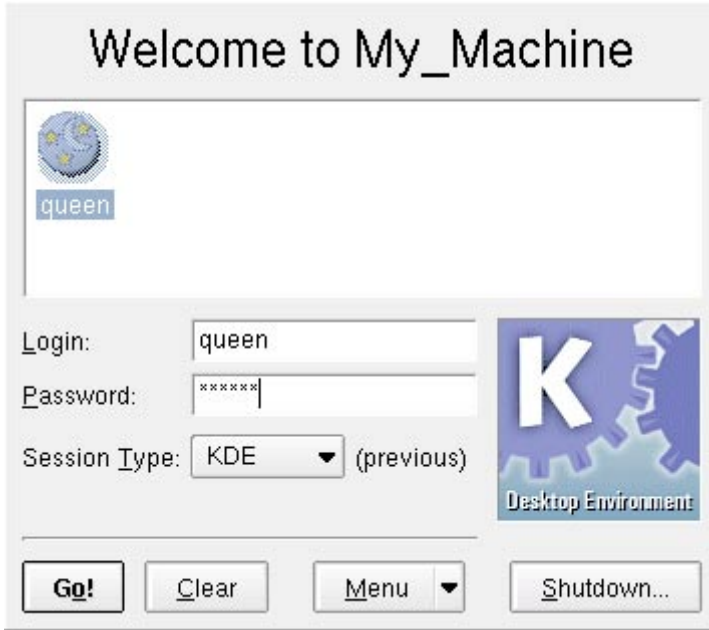 Welcome to My_Machine
queen
Login: queen
Password: ******
Session Type: KDE (previous)
K
Desktop Environment
Go! Clear Menu Shutdown...